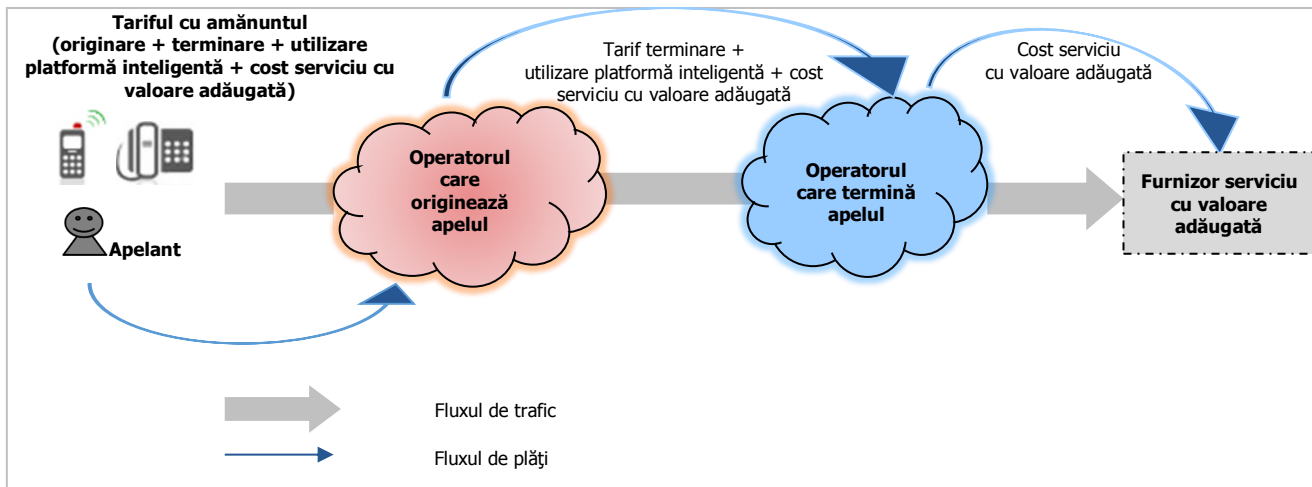 Tariful cu amănuntul
(originare + terminare + utilizare
platformă inteligentă + cost serviciu cu
valoare adăugată)
Tarif terminare +
utilizare platformă inteligentă + cost
serviciu cu valoare adăugată
Cost serviciu
cu valoare adăugată
Operatorul
care
originează
apelul
Operatorul
care termină
apelul
Furnizor serviciu
cu valoare
adăugată
Apelant
Fluxul de trafic
Fluxul de plăţi